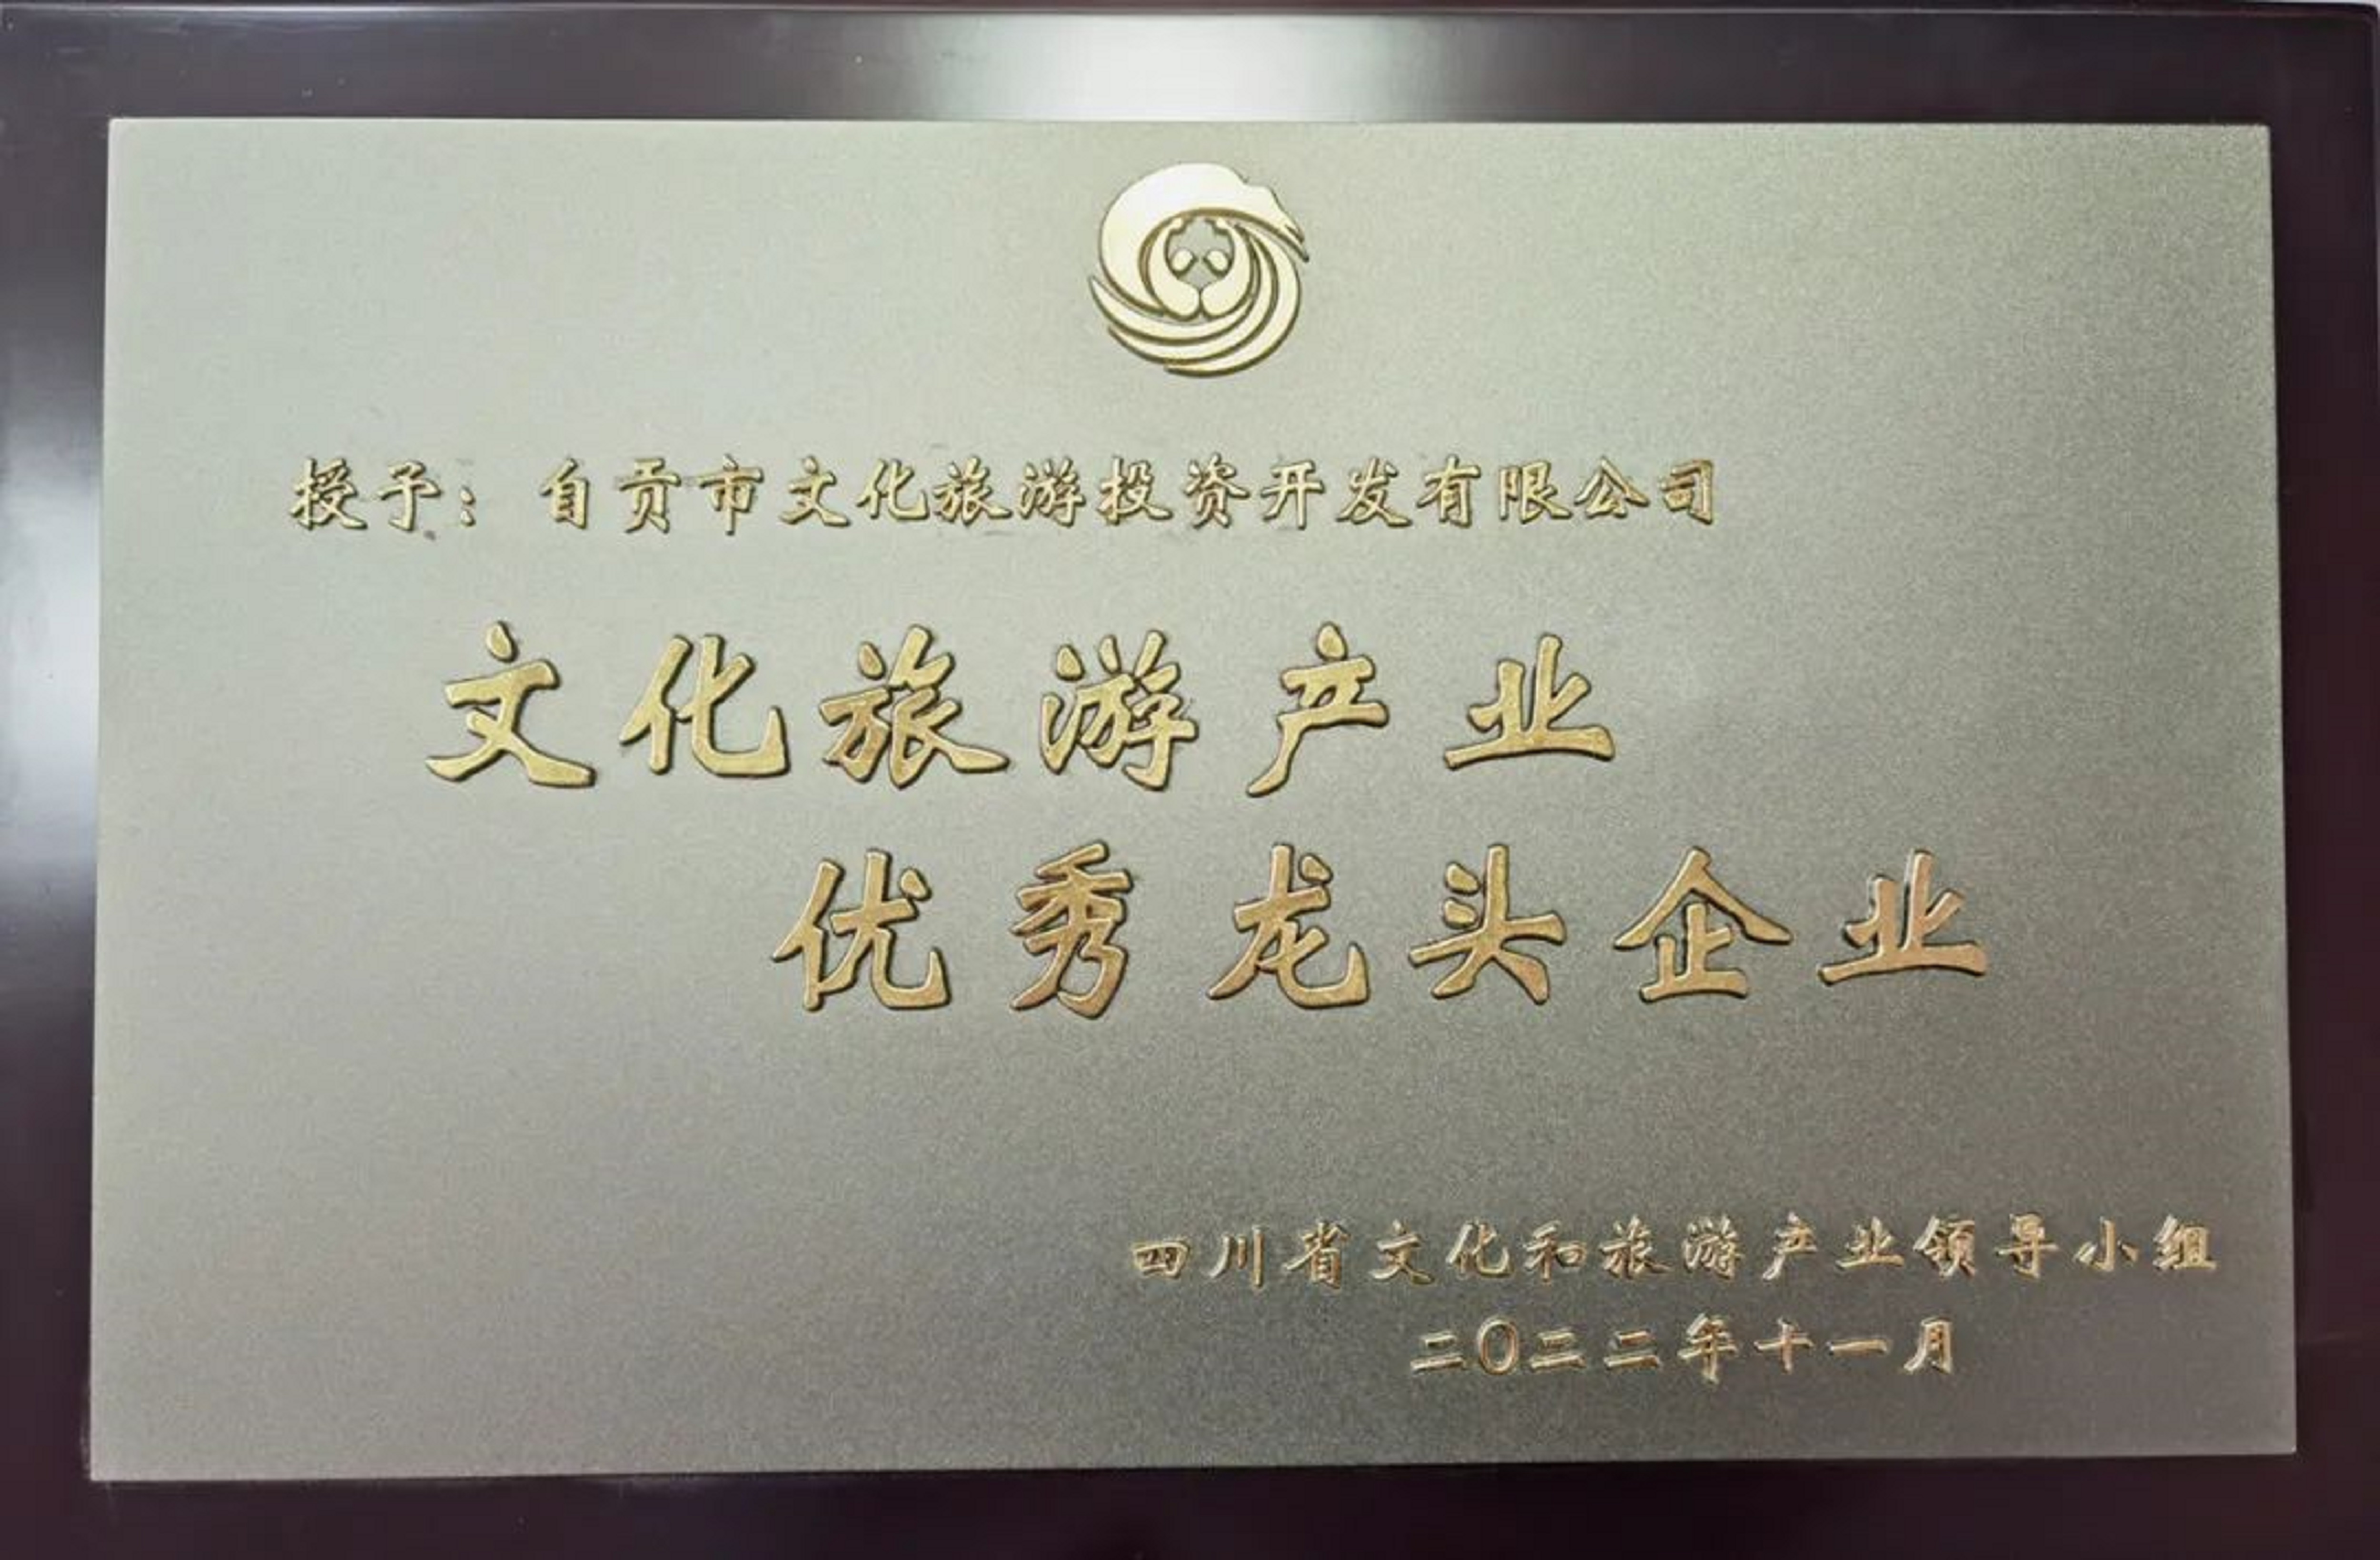 授予：自贡市文化旅游投资开发有限公司
文化旅游产业
优秀龙头企业
四川省文化和旅游产业领导小组
二〇二二年十一月